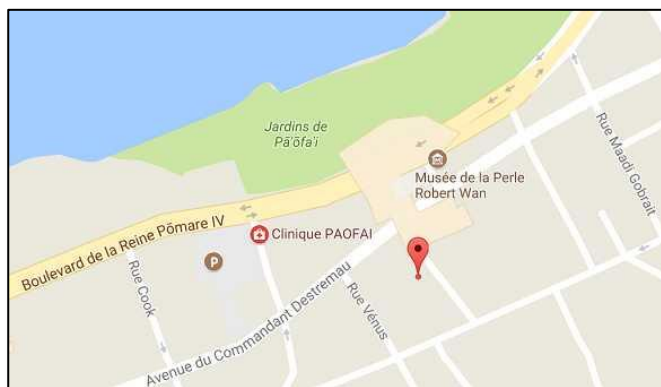 Jardins de
Pā'ōfa'i
Musée de la Perle
Robert Wan
Rue Maadi Gobrait
Boulevard de la Reine Pōmare IV
Clinique PAOFAI
P
Rue Cook
Avenue du Commandant Destremau
Rue Vénus